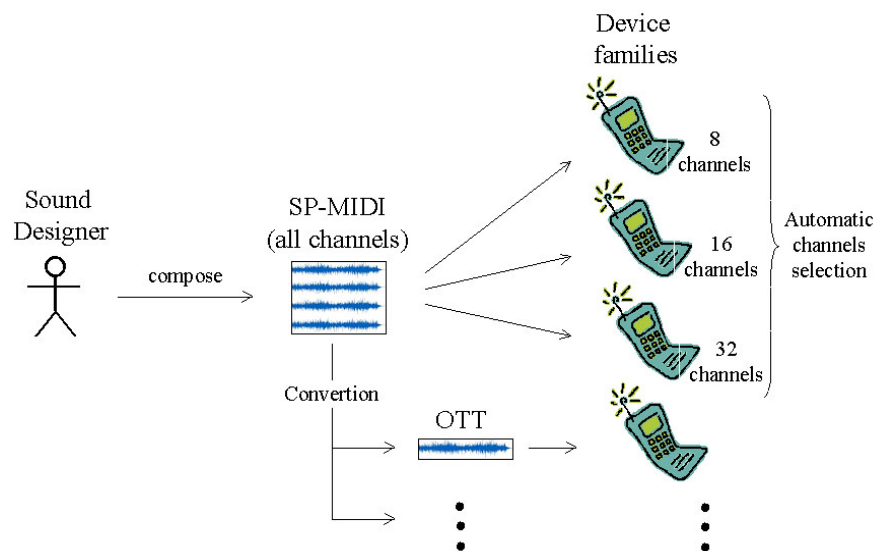 Device
families
8
channels
Sound
Designer
SP-MIDI
(all channels)
compose
16
channels
Automatic
channels
selection
32
channels
Convertion
OTT